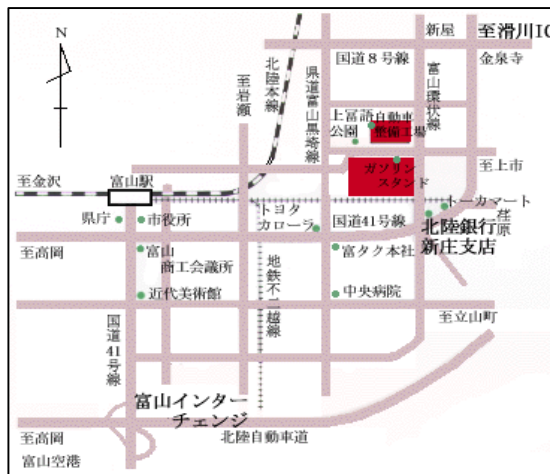 N
新屋
至滑川IC
国道8号線
金泉寺
北陸本線
至岩瀬
県道富山黒埼線
富山環状線
上冨語
公園
自動車
整備工場
ガソリン
スタンド
至上市
至金沢
富山駅
トーカマート
荏原
県庁
市役所
トヨタ
カローラ
国道41号線
北陸銀行
新庄支店
至高岡
富山
商工会議所
地鉄不二越線
富タク本社
近代美術館
中央病院
至立山町
国道41号線
富山インター
チェンジ
至高岡
北陸自動車道
富山空港